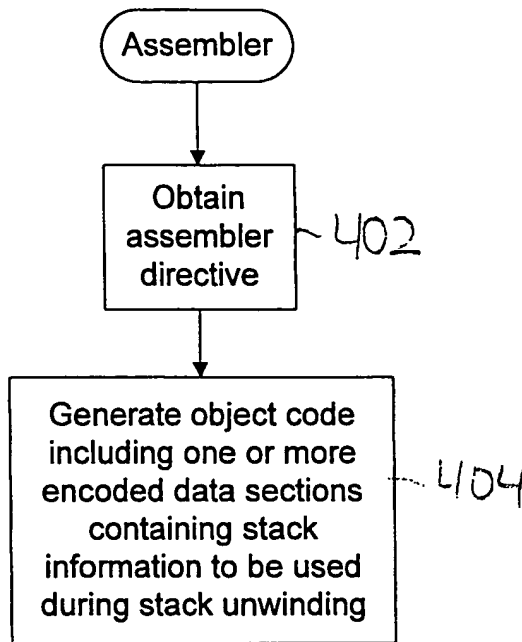 Assembler
Obtain
assembler
directive
402
Generate object code
including one or more
encoded data sections
containing stack
information to be used
during stack unwinding
404